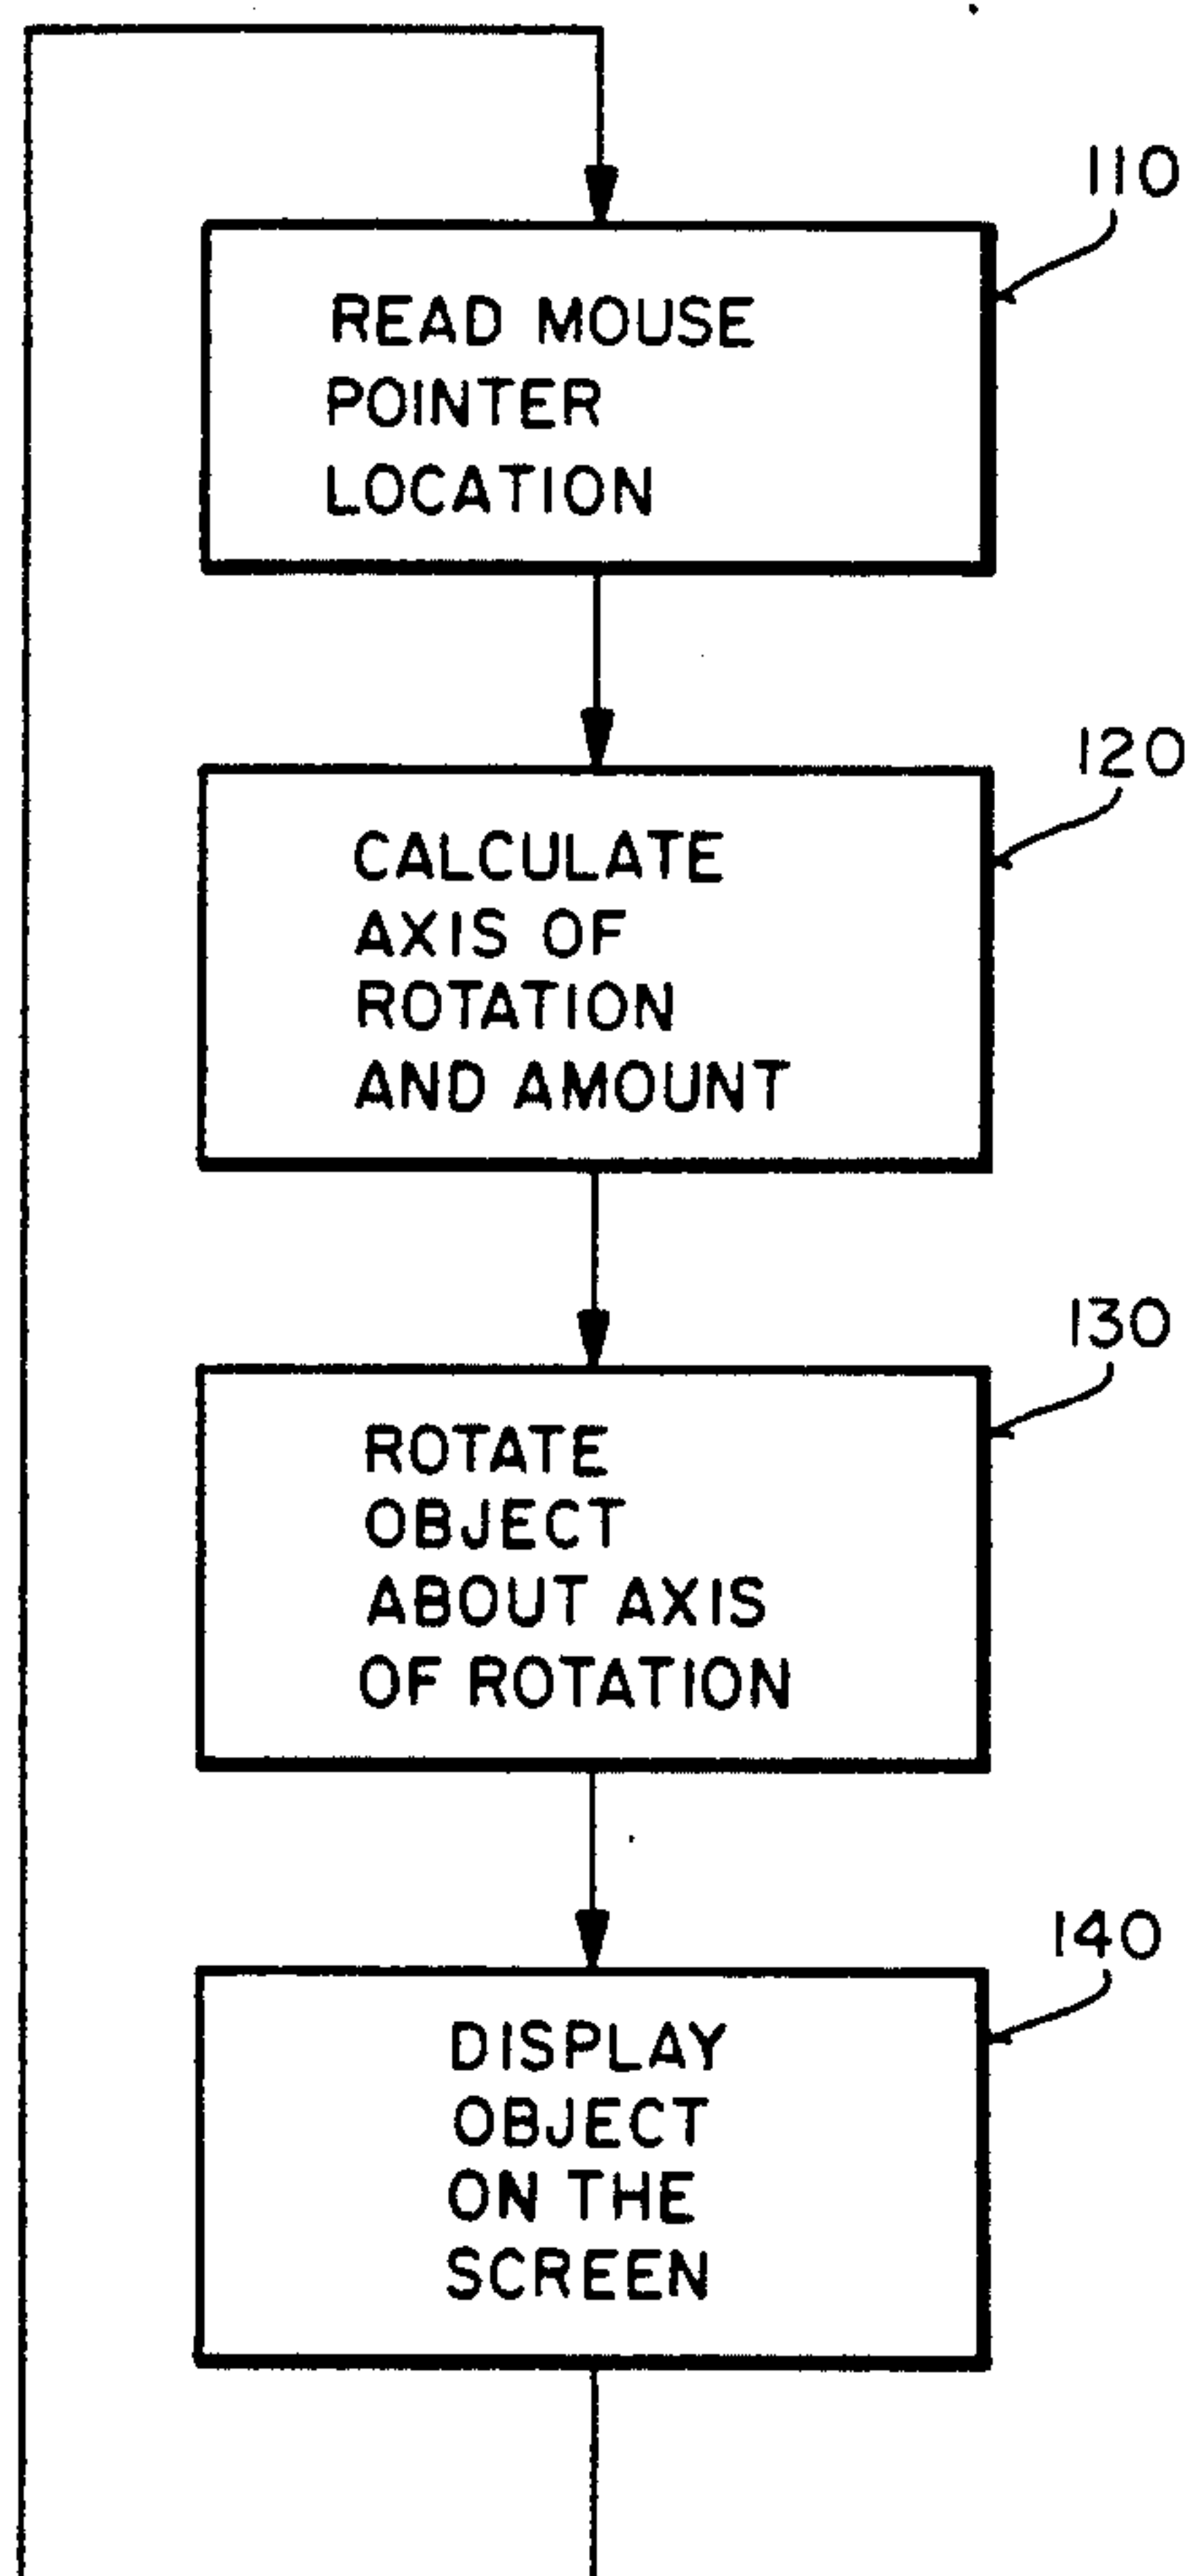 110
READ MOUSE
POINTER
LOCATION
120
CALCULATE
AXIS OF
ROTATION
AND AMOUNT
130
ROTATE
OBJECT
ABOUT AXIS
OF ROTATION
140
DISPLAY
OBJECT
ON THE
SCREEN